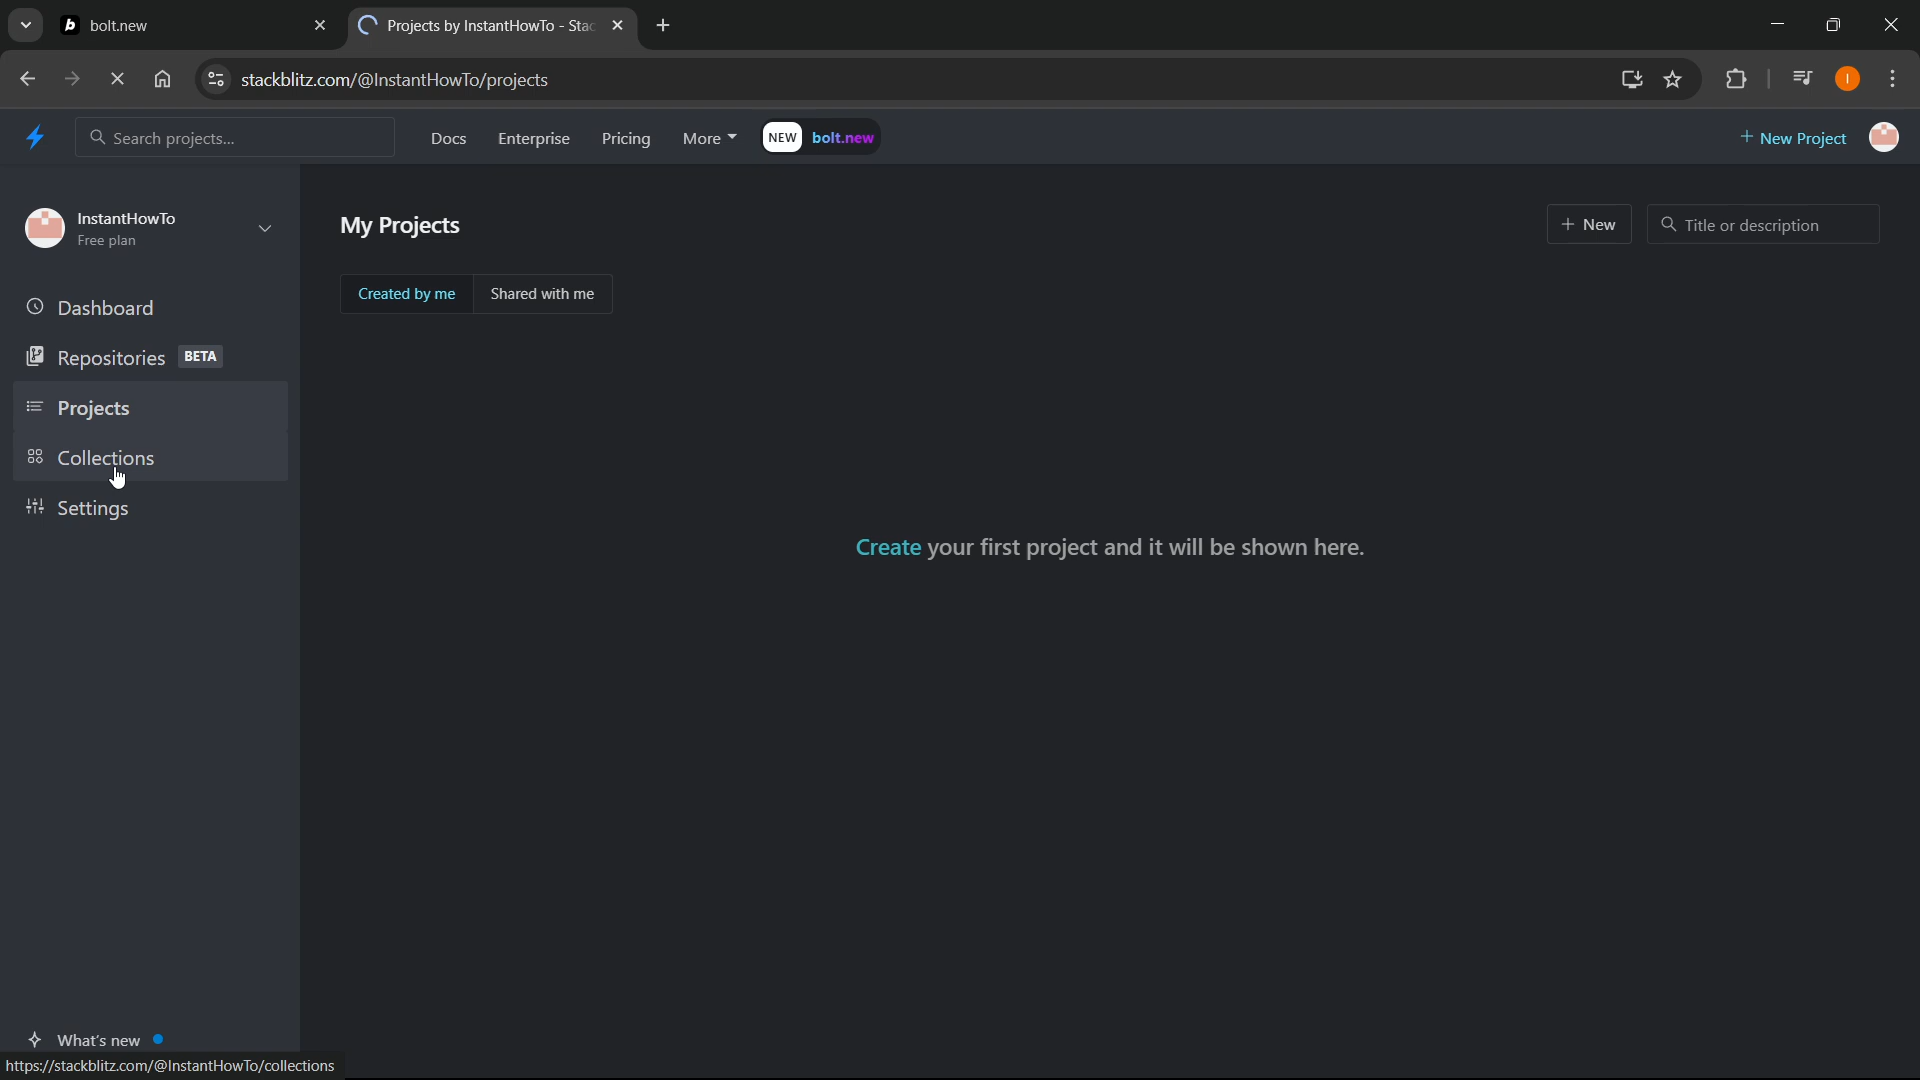 bolt.new
Projects by InstantHowTo - Stac
stackblitz.com/@InstantHowTo/projects
Search projects...
Docs
Enterprise
Pricing
More
NEW bolt.new
+ New Project
InstantHowTo
Free plan
My Projects
+ New
Title or description
Created by me
Shared with me
Dashboard
Repositories BETA
Projects
Collections
Settings
Create your first project and it will be shown here.
What's new
https://stackblitz.com/@InstantHowTo/collections